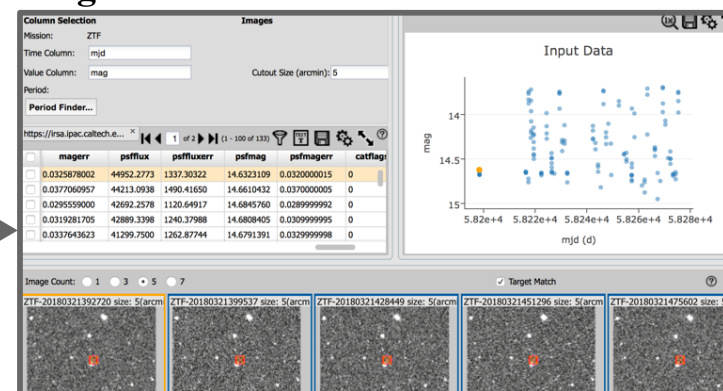 Column Selection
Images
Mission: ZTF
Time Column: mjd
Value Column: mag
Cutout Size (arcmin): 5
Period:
Period Finder...
https://irsa.ipac.caltech.e... ×
1 of 2 (1 - 100 of 133)
TEXT
magerr psfflux psffluxerr psfmag psfmagerr catflags
0.0325878002 44952.2773 1337.30322 14.6323109 0.0320000015 0
0.0377060957 44213.0938 1490.41650 14.6610432 0.0370000005 0
0.0295559000 42692.2578 1120.64917 14.6845760 0.0289999992 0
0.0319281705 42889.3398 1240.37988 14.6808405 0.0309999995 0
0.0337643623 41299.7500 1262.87744 14.6791391 0.0329999998 0
1x
Input Data
mag
14
14.5
15
5.82e+4 5.822e+4 5.824e+4 5.826e+4 5.828e+4
mjd (d)
Image Count: 1 3 5 7
Target Match
ZTF-20180321392720 size: 5(arcm
ZTF-20180321399537 size: 5(arcm
ZTF-20180321428449 size: 5(arcm
ZTF-20180321451296 size: 5(arcm
ZTF-20180321475602 size: 5